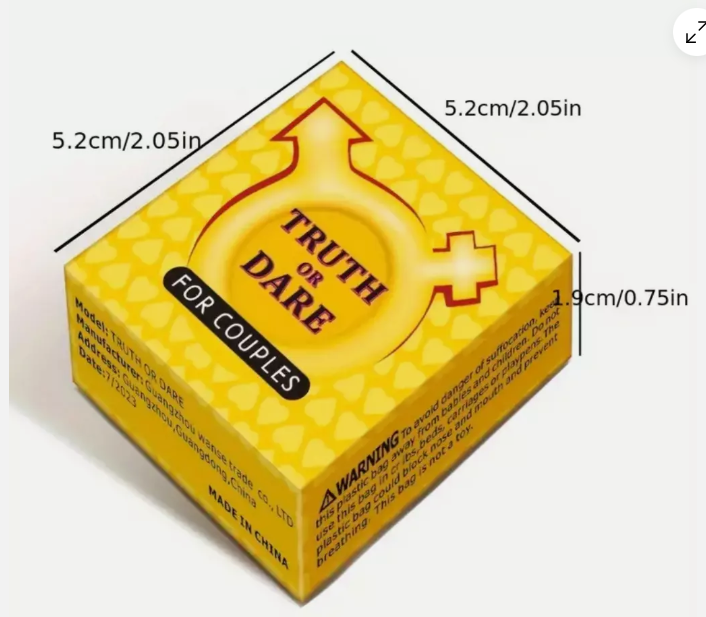 5.2cm/2.05in
5.2cm/2.05in
1.9cm/0.75in
TRUTH
OR
DARE
FOR COUPLES
Model: TRUTH OR DARE
Manufacturer: Guangzhou wanse trade co., LTD
Address: Guangzhou,Guangdong,China
Date:7/2023
MADE IN CHINA
WARNING To avoid danger of suffocation, keep
this plastic bag away from babies and children. Do not
use this bag in cribs, beds, carriages or playpens. The
plastic bag could block nose and mouth and prevent
breathing. This bag is not a toy.